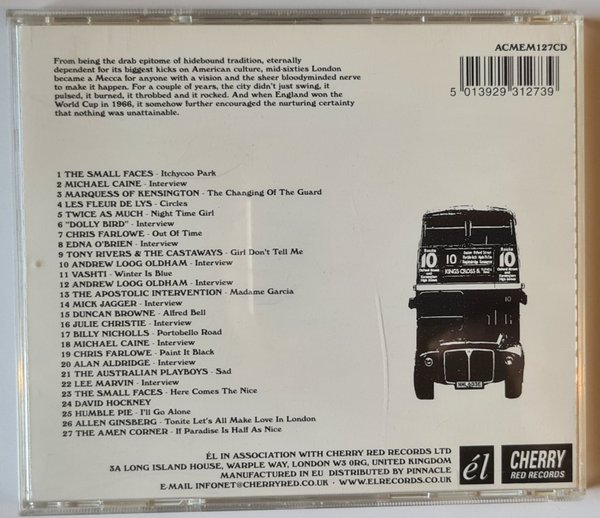 ACMEM127CD
5 013929 312739
From being the drab epitome of hidebound tradition, eternally
dependent for its biggest kicks on American culture, mid-sixties London
became a Mecca for anyone with a vision and the sheer bloodyminded nerve
to make it happen. For a couple of years, the city didn't just swing, it
pulsed, it burned, it throbbed and it rocked. And when England won the
World Cup in 1966, it somehow further encouraged the nurturing certainty
that nothing was unattainable.
1 THE SMALL FACES - Itchycoo Park
2 MICHAEL CAINE - Interview
3 MARQUESS OF KENSINGTON - The Changing Of The Guard
4 LES FLEUR DE LYS - Circles
5 TWICE AS MUCH - Night Time Girl
6 "DOLLY BIRD" - Interview
7 CHRIS FARLOWE - Out Of Time
8 EDNA O'BRIEN - Interview
9 TONY RIVERS & THE CASTAWAYS - Girl Don't Tell Me
10 ANDREW LOOG OLDHAM - Interview
11 VASHTI - Winter Is Blue
12 ANDREW LOOG OLDHAM - Interview
13 THE APOSTOLIC INTERVENTION - Madame Garcia
14 MICK JAGGER - Interview
15 DUNCAN BROWNE - Alfred Bell
16 JULIE CHRISTIE - Interview
17 BILLY NICHOLLS - Portobello Road
18 MICHAEL CAINE - Interview
19 CHRIS FARLOWE - Paint It Black
20 ALAN ALDRIDGE - Interview
21 THE AUSTRALIAN PLAYBOYS - Sad
22 LEE MARVIN - Interview
23 THE SMALL FACES - Here Comes The Nice
24 DAVID HOCKNEY
25 HUMBLE PIE - I'll Go Alone
26 ALLEN GINSBERG - Tonite Let's All Make Love In London
27 THE AMEN CORNER - If Paradise Is Half As Nice
Route
10
10
Route
10
KINGS CROSS
10
ÉL IN ASSOCIATION WITH CHERRY RED RECORDS LTD
3A LONG ISLAND HOUSE, WARPLE WAY, LONDON W3 0RG, UNITED KINGDOM
MANUFACTURED IN EU DISTRIBUTED BY PINNACLE
E-MAIL INFONET@CHERRYRED.CO.UK · WWW.ELRECORDS.CO.UK
él
CHERRY
RED RECORDS